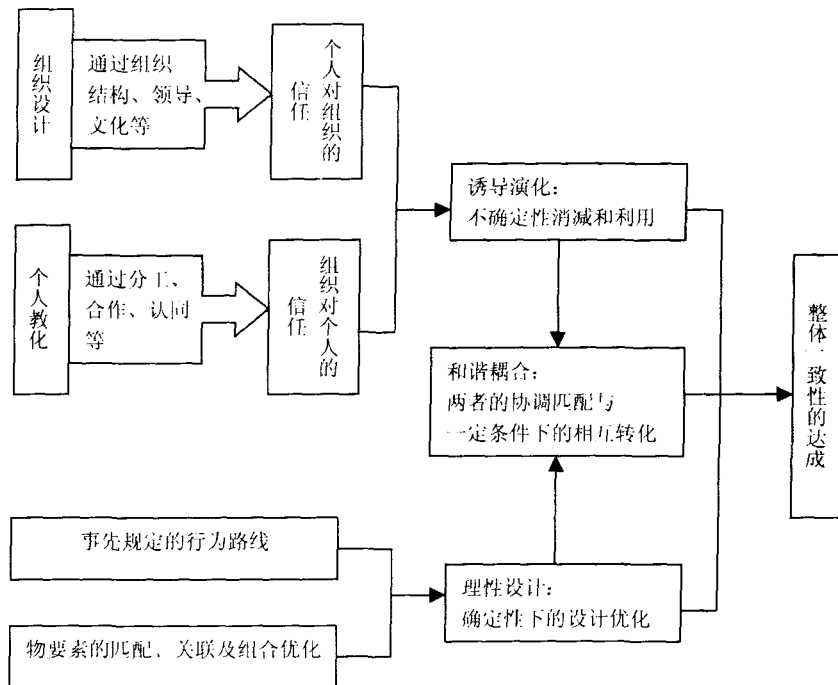 组织设计
通过组织
结构、领导、
文化等
个人对组织的
信任
个人教化
通过分工、
合作、认同
等
组织对个人的
信任
诱导演化：
不确定性消减和利用
和谐耦合：
两者的协调匹配与
一定条件下的相互转化
整体一致性的达成
事先规定的行为路线
物要素的匹配、关联及组合优化
理性设计：
确定性下的设计优化